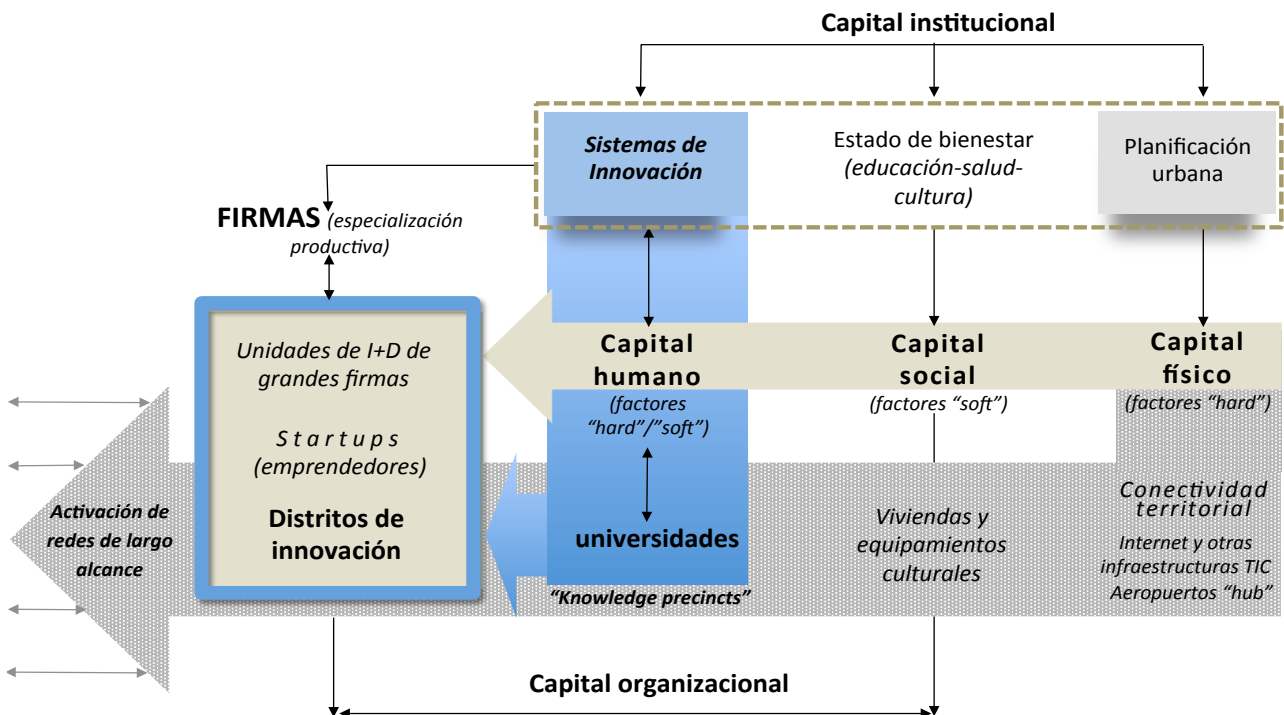 Capital institucional
Sistemas de
Innovación
Estado de bienestar
(educación-salud-
cultura)
Planificación
urbana
FIRMAS (especialización
productiva)
Unidades de I+D de
grandes firmas
Startups
(emprendedores)
Distritos de
innovación
Capital
humano
(factores
“hard”/”soft”)
universidades
“Knowledge precincts”
Capital
social
(factores “soft”)
Viviendas y
equipamientos
culturales
Capital
físico
(factores “hard”)
Conectividad
territorial
Internet y otras
infraestructuras TIC
Aeropuertos “hub”
Activación de
redes de largo
alcance
Capital organizacional